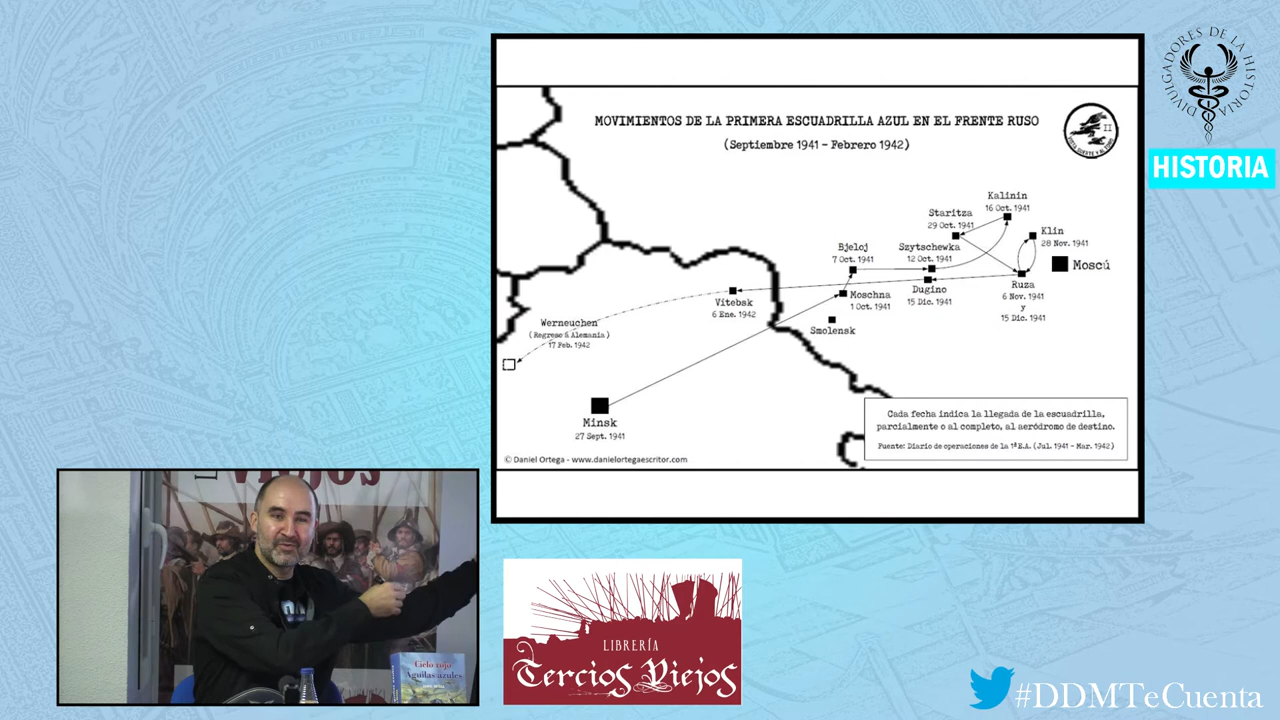 MOVIMIENTOS DE LA PRIMERA ESCUADRILLA AZUL EN EL FRENTE RUSO
(Septiembre 1941 - Febrero 1942)
II
DIVULGADORES DE LA HISTORIA
HISTORIA
Kalinin
16 Oct. 1941
Staritza
29 Oct. 1941
Klin
28 Nov. 1941
Bjeloj
7 Oct. 1941
Szytschewka
12 Oct. 1941
Moscú
Ruza
6 Nov. 1941
y
15 Dic. 1941
Dugino
15 Dic. 1941
Moschna
1 Oct. 1941
Vitebsk
6 Ene. 1942
Smolensk
Werneuchen
(Regreso a Alemania)
17 Feb. 1942
Minsk
27 Sept. 1941
Cada fecha indica la llegada de la escuadrilla,
parcialmente o al completo, al aeródromo de destino.
Fuente: Diario de operaciones de la 1ª E.A. (Jul. 1941 - Mar. 1942)
© Daniel Ortega - www.danielortegaescritor.com
VIEJOS
Cielo rojo
Águilas azules
LIBRERÍA
Tercios Viejos
#DDMTeCuenta